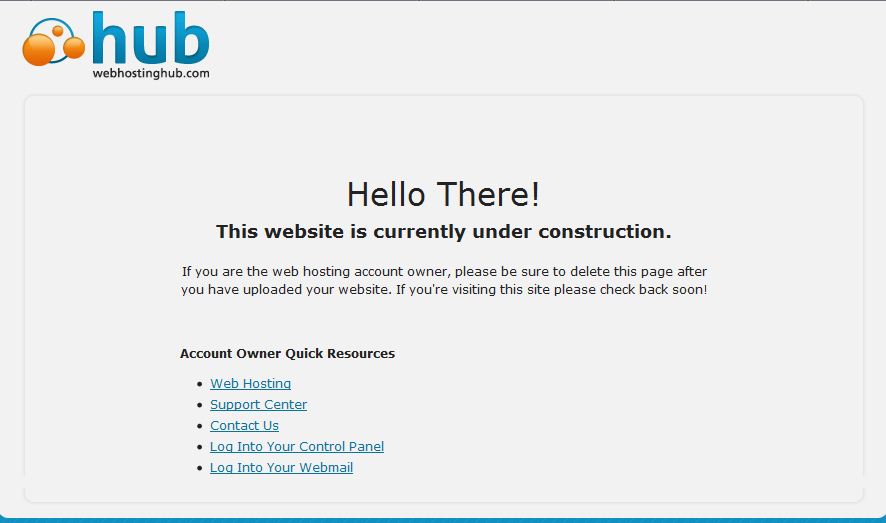 hub
webhostinghub.com
Hello There!
This website is currently under construction.
If you are the web hosting account owner, please be sure to delete this page after
you have uploaded your website. If you're visiting this site please check back soon!
Account Owner Quick Resources
Web Hosting
Support Center
Contact Us
Log Into Your Control Panel
Log Into Your Webmail